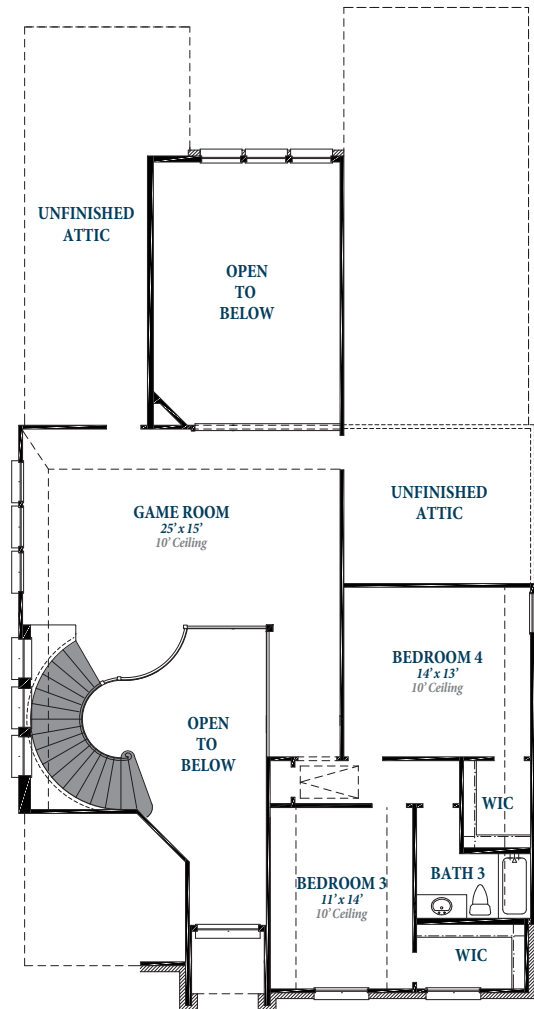 UNFINISHED
ATTIC
OPEN
TO
BELOW
GAME ROOM
25' x 15'
10' Ceiling
UNFINISHED
ATTIC
BEDROOM 4
14' x 13'
10' Ceiling
OPEN
TO
BELOW
WIC
BATH 3
BEDROOM 3
11' x 14'
10' Ceiling
WIC